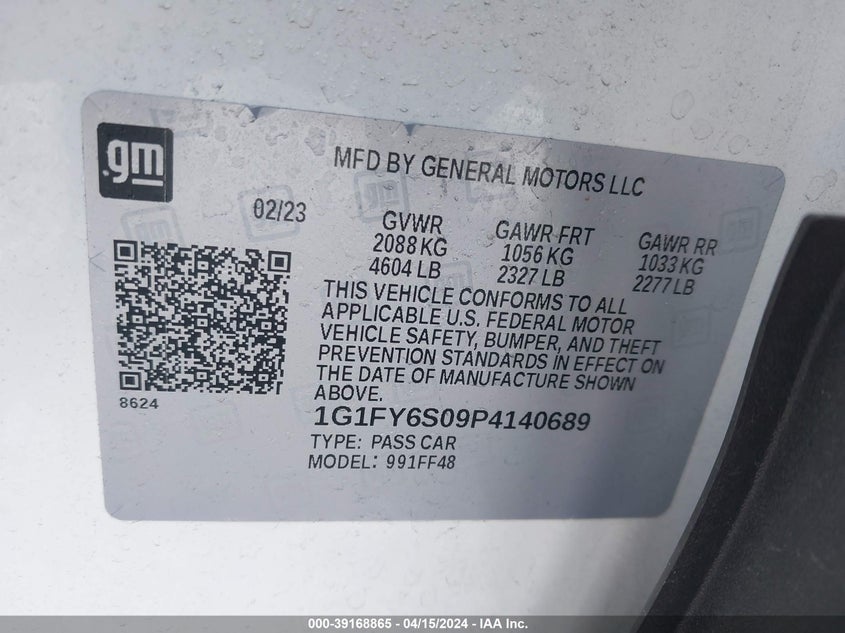 gm
MFD BY GENERAL MOTORS LLC
02/23
GVWR
2088 KG
4604 LB
GAWR FRT
1056 KG
2327 LB
GAWR RR
1033 KG
2277 LB
THIS VEHICLE CONFORMS TO ALL
APPLICABLE U.S. FEDERAL MOTOR
VEHICLE SAFETY, BUMPER, AND THEFT
PREVENTION STANDARDS IN EFFECT ON
THE DATE OF MANUFACTURE SHOWN
ABOVE.
8624
1G1FY6S09P4140689
TYPE: PASS CAR
MODEL: 991FF48
000-39168865 - 04/15/2024 - IAA Inc.